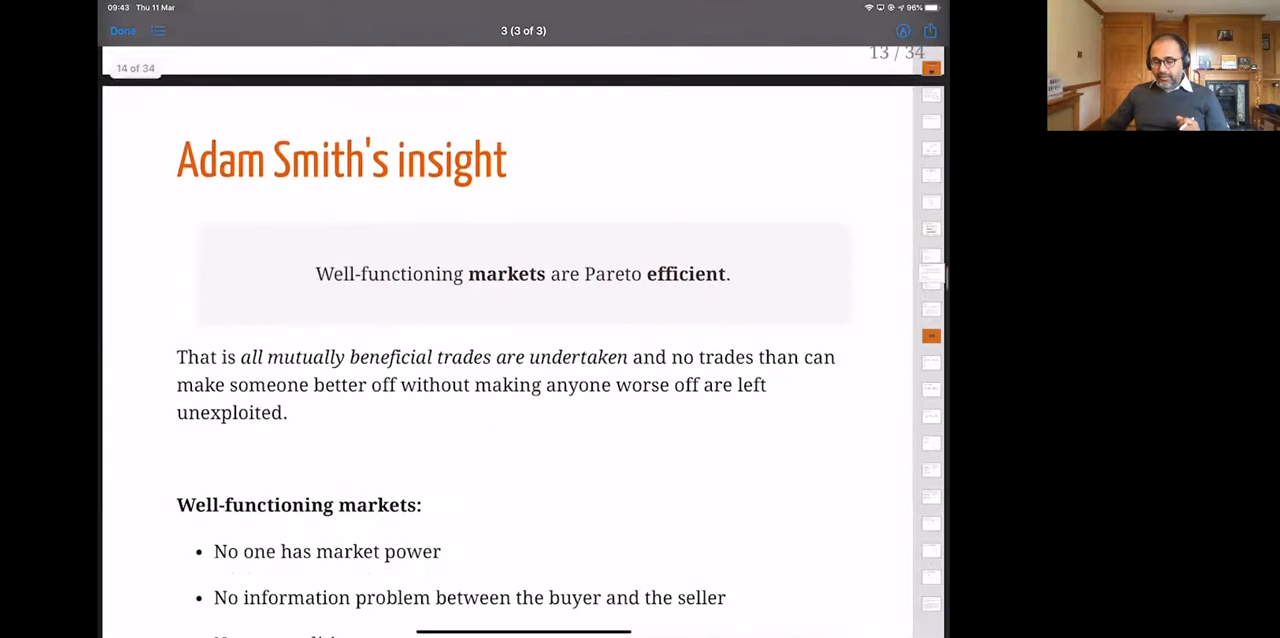 09:43 Thu 11 Mar
96%
Done
3 (3 of 3)
13 / 34
14 of 34
Adam Smith's insight
Well-functioning markets are Pareto efficient.
That is all mutually beneficial trades are undertaken and no trades than can
make someone better off without making anyone worse off are left
unexploited.
Well-functioning markets:
• No one has market power
• No information problem between the buyer and the seller